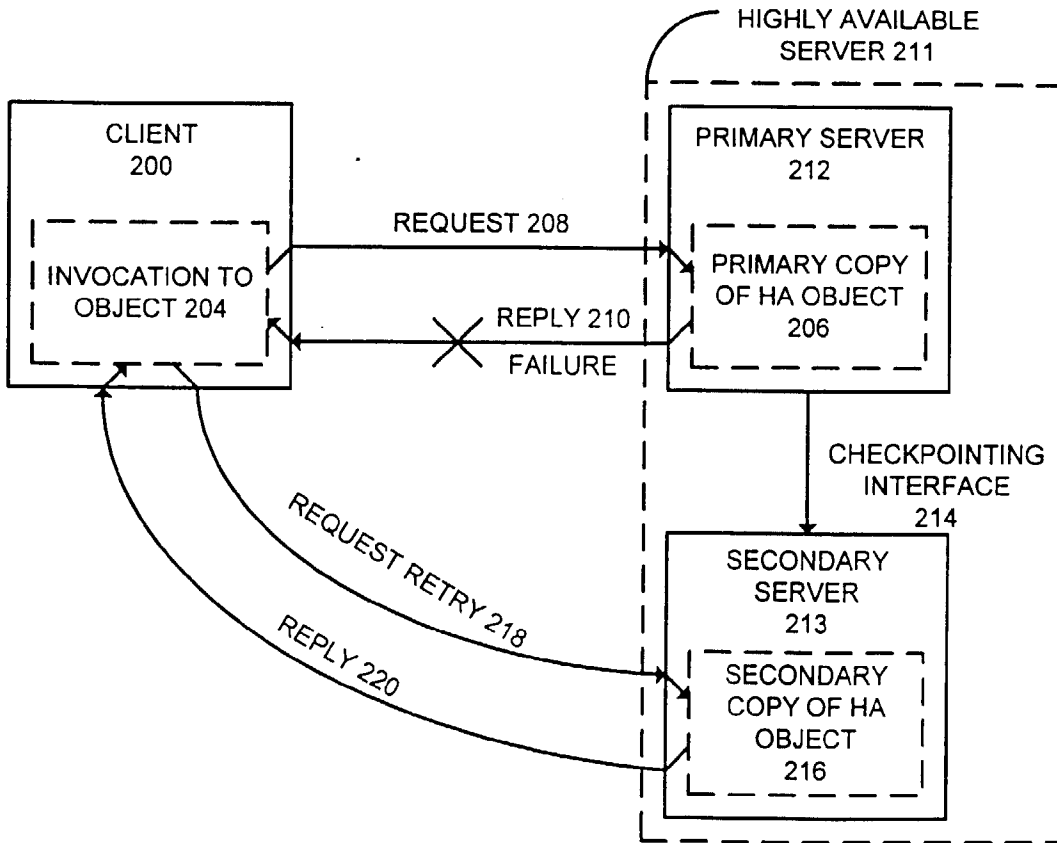 HIGHLY AVAILABLE
SERVER 211
CLIENT
200
INVOCATION TO
OBJECT 204
REQUEST 208
REPLY 210
FAILURE
PRIMARY SERVER
212
PRIMARY COPY
OF HA OBJECT
206
CHECKPOINTING
INTERFACE
214
REQUEST RETRY 218
REPLY 220
SECONDARY
SERVER
213
SECONDARY
COPY OF HA
OBJECT
216